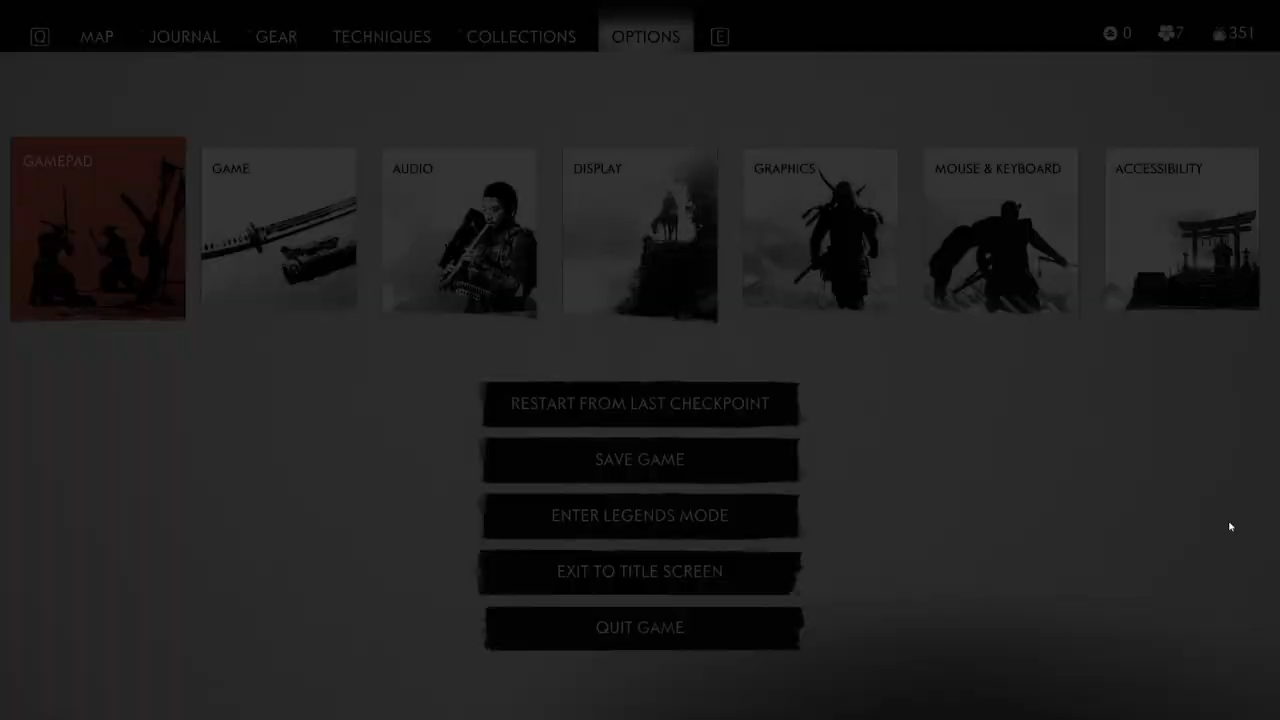 Q MAP JOURNAL GEAR TECHNIQUES COLLECTIONS OPTIONS E 0 7 351
GAMEPAD GAME AUDIO DISPLAY GRAPHICS MOUSE & KEYBOARD ACCESSIBILITY
RESTART FROM LAST CHECKPOINT
SAVE GAME
ENTER LEGENDS MODE
EXIT TO TITLE SCREEN
QUIT GAME